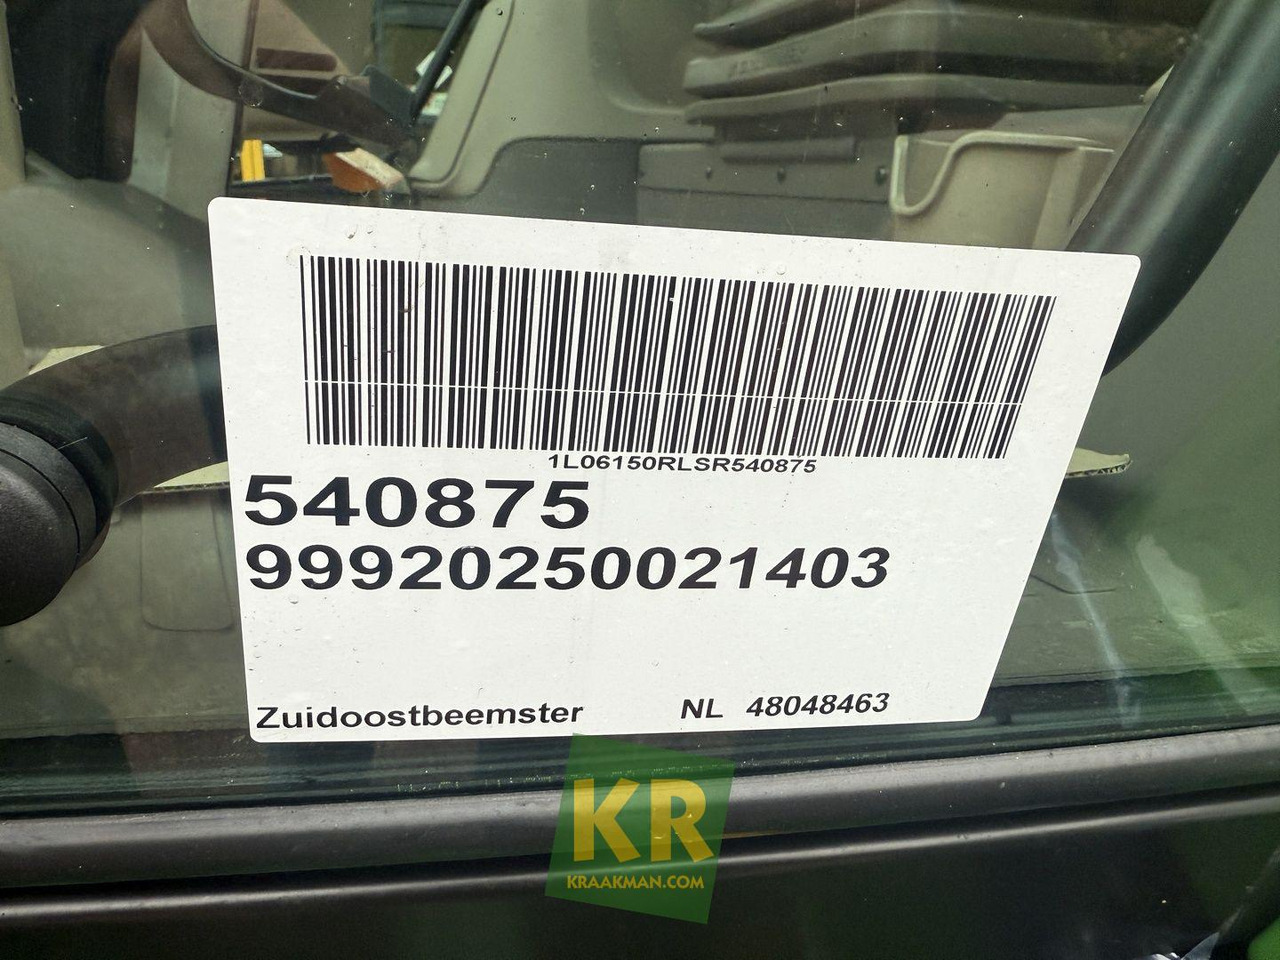 1L06150RLSR540875
540875
99920250021403
Zuidoostbeemster NL 48048463
KR
KRAAKMAN.COM